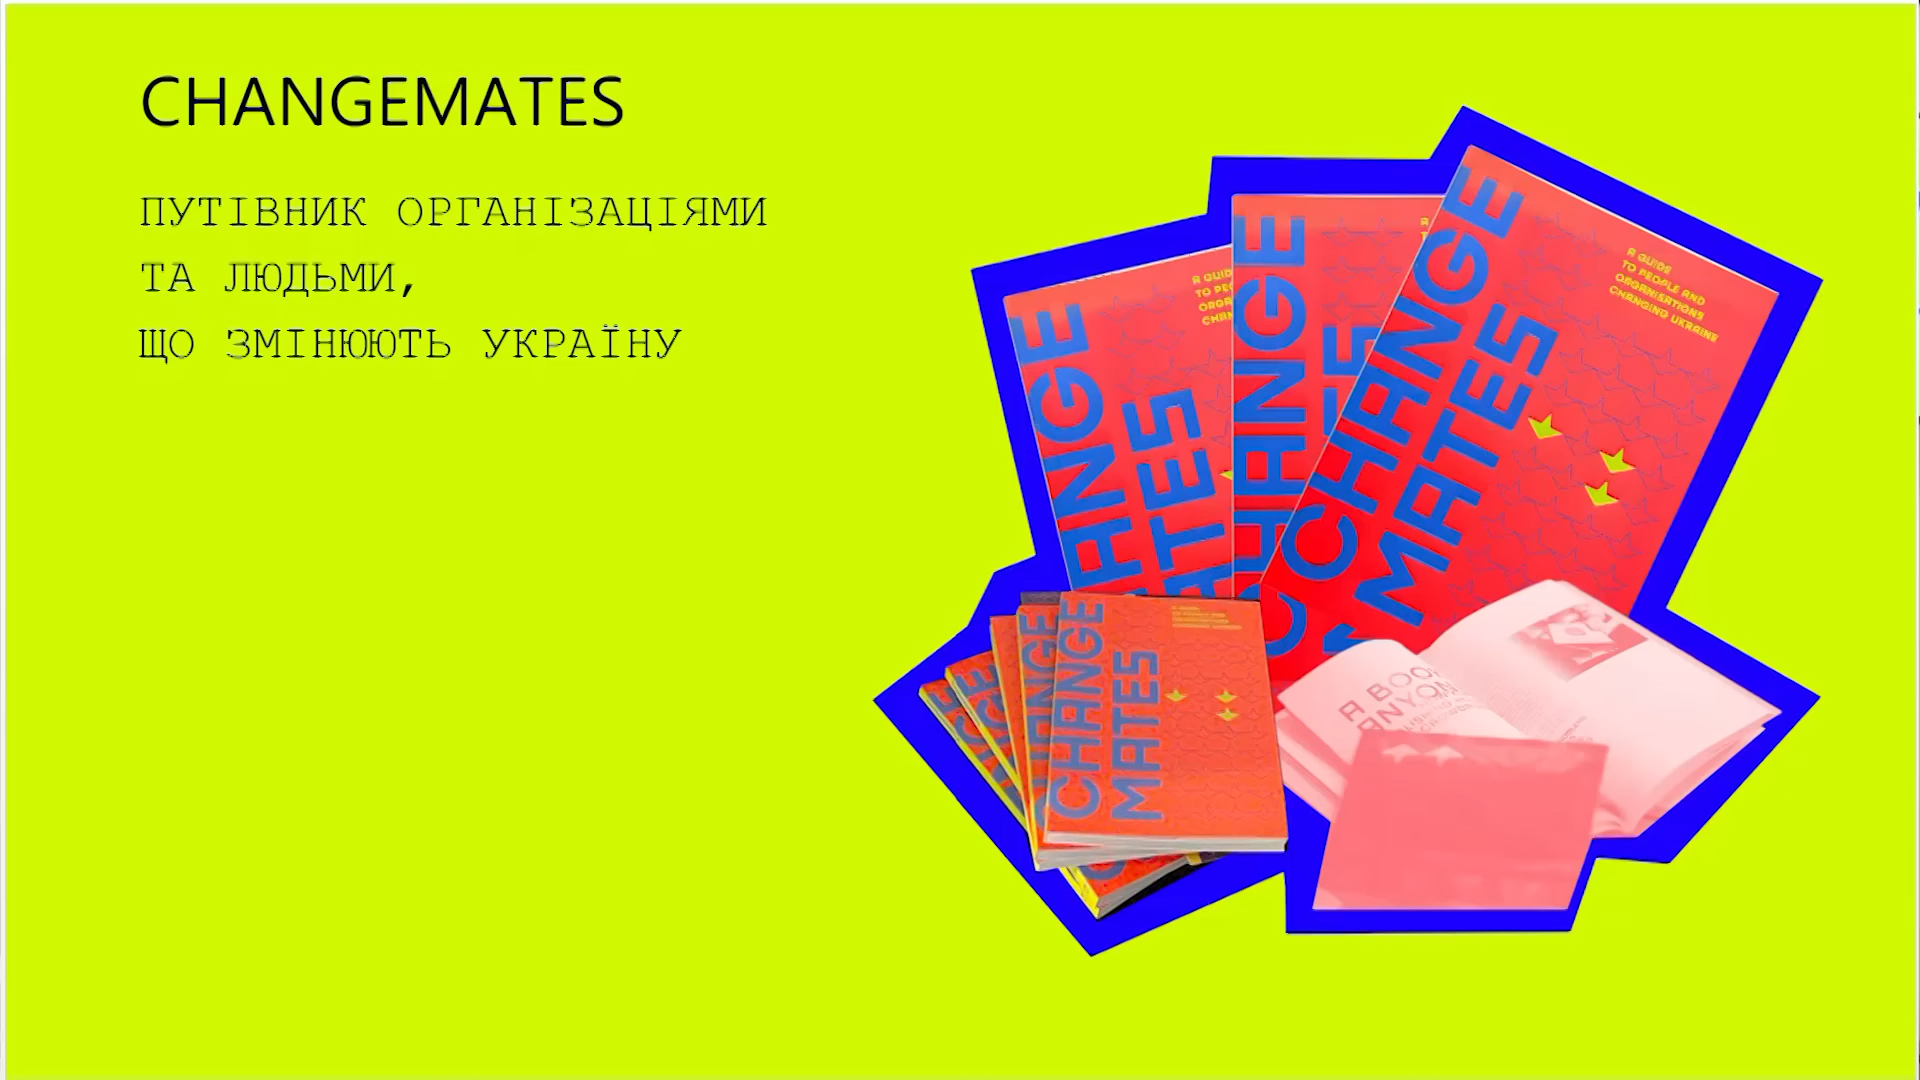 CHANGEMATES
ПУТІВНИК ОРГАНІЗАЦІЯМИ
ТА ЛЮДЬМИ,
ЩО ЗМІНЮЮТЬ УКРАЇНУ
CHANGE
MATES
A GUIDE
TO PEOPLE AND
ORGANISATIONS
CHANGING UKRAINE
CHANGE
MATES
A BOOK